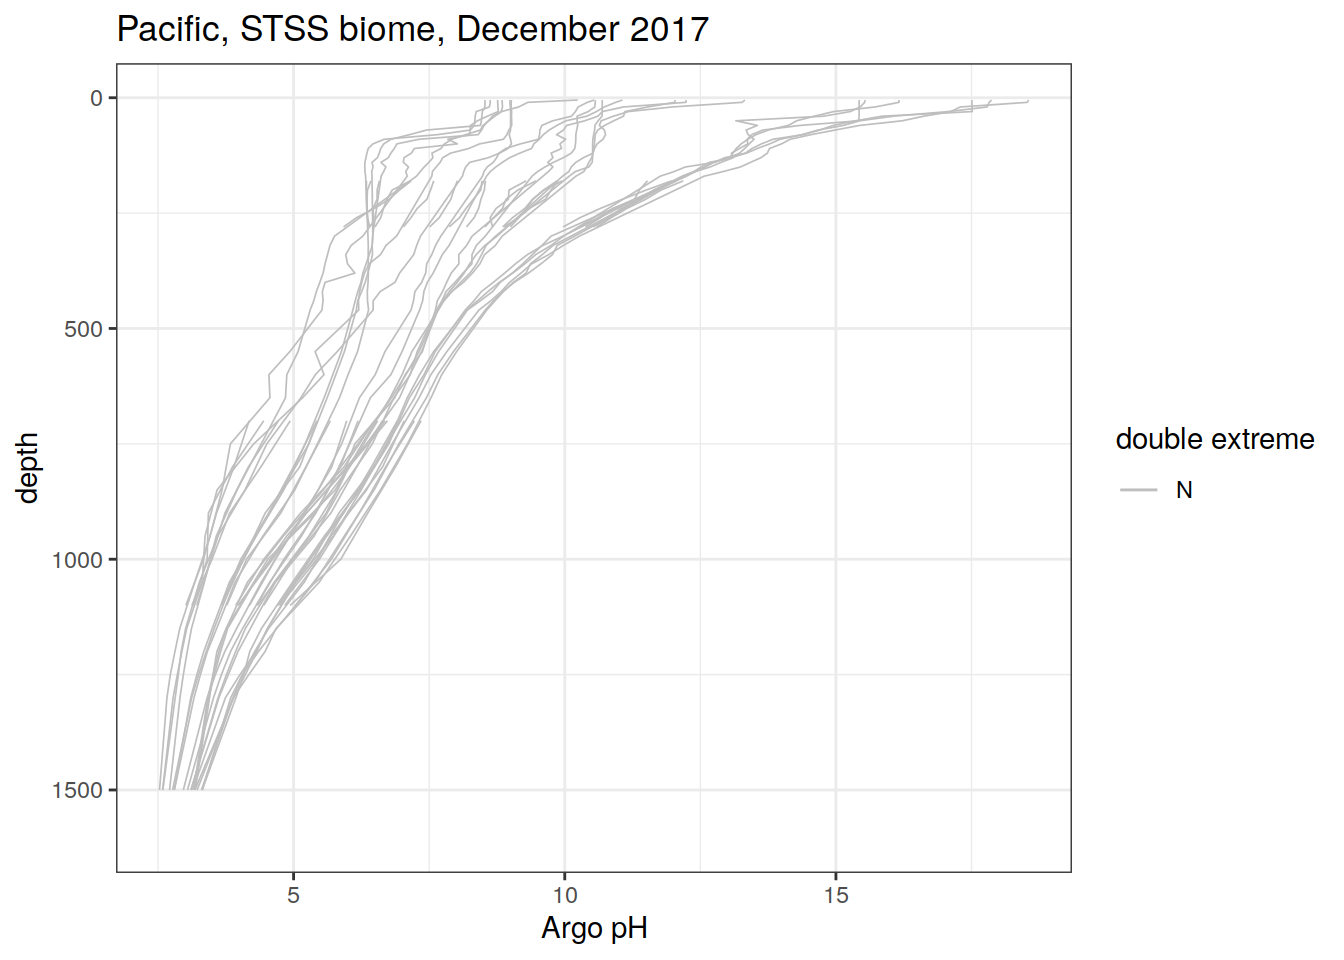 Pacific, STSS biome, December 2017
0
500
1000
1500
depth
5
10
15
Argo pH
double extreme
N